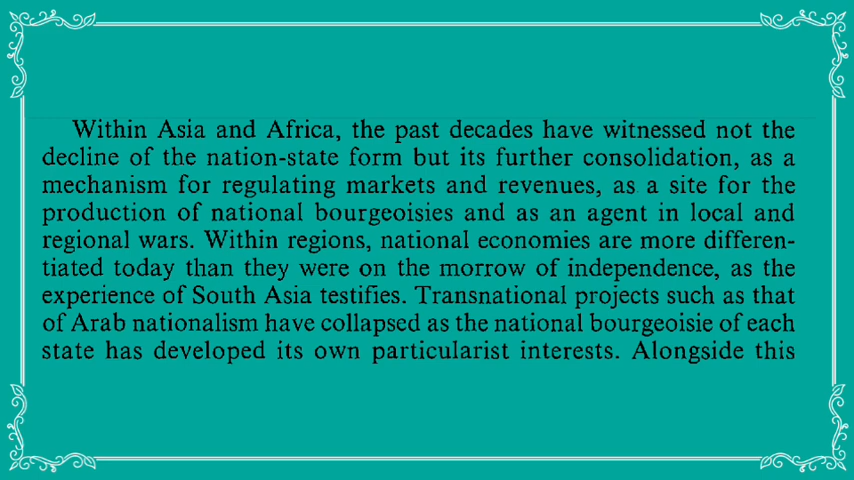 Within Asia and Africa, the past decades have witnessed not the
decline of the nation-state form but its further consolidation, as a
mechanism for regulating markets and revenues, as a site for the
production of national bourgeoisies and as an agent in local and
regional wars. Within regions, national economies are more differen-
tiated today than they were on the morrow of independence, as the
experience of South Asia testifies. Transnational projects such as that
of Arab nationalism have collapsed as the national bourgeoisie of each
state has developed its own particularist interests. Alongside this